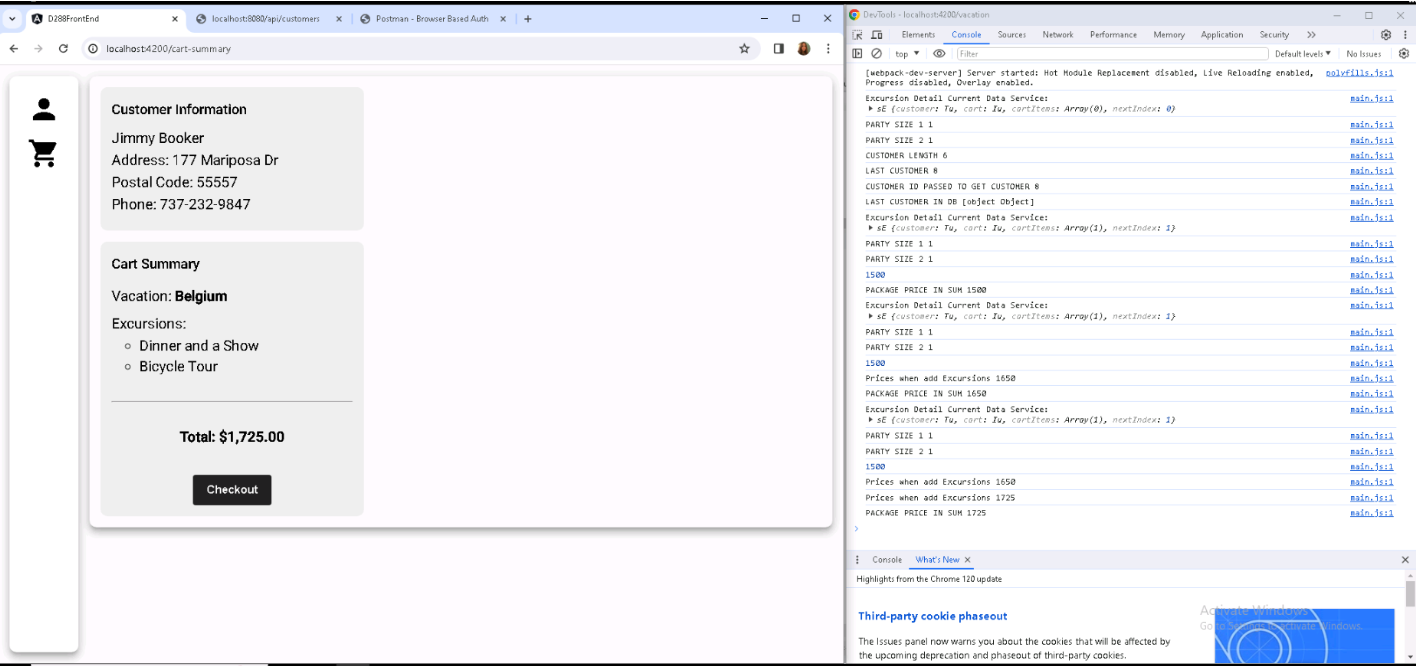 D288FrontEnd
localhost:8080/api/customers
Postman - Browser Based Auth
localhost:4200/cart-summary
Customer Information
Jimmy Booker
Address: 177 Mariposa Dr
Postal Code: 55557
Phone: 737-232-9847
Cart Summary
Vacation: Belgium
Excursions:
Dinner and a Show
Bicycle Tour
Total: $1,725.00
Checkout
DevTools - localhost:4200/vacation
Elements Console Sources Network Performance Memory Application Security
top Filter Default levels No Issues
[webpack-dev-server] Server started: Hot Module Replacement disabled, Live Reloading enabled, polyfills.js:1
Progress disabled, Overlay enabled.
Excursion Detail Current Data Service: main.js:1
sE {customer: Tu, cart: Iu, cartItems: Array(0), nextIndex: 0}
PARTY SIZE 1 1 main.js:1
PARTY SIZE 2 1 main.js:1
CUSTOMER LENGTH 6 main.js:1
LAST CUSTOMER 8 main.js:1
CUSTOMER ID PASSED TO GET CUSTOMER 8 main.js:1
LAST CUSTOMER IN DB [object Object] main.js:1
Excursion Detail Current Data Service: main.js:1
sE {customer: Tu, cart: Iu, cartItems: Array(1), nextIndex: 1}
PARTY SIZE 1 1 main.js:1
PARTY SIZE 2 1 main.js:1
1500 main.js:1
PACKAGE PRICE IN SUM 1500 main.js:1
Excursion Detail Current Data Service: main.js:1
sE {customer: Tu, cart: Iu, cartItems: Array(1), nextIndex: 1}
PARTY SIZE 1 1 main.js:1
PARTY SIZE 2 1 main.js:1
1500 main.js:1
Prices when add Excursions 1650 main.js:1
PACKAGE PRICE IN SUM 1650 main.js:1
Excursion Detail Current Data Service: main.js:1
sE {customer: Tu, cart: Iu, cartItems: Array(1), nextIndex: 1}
PARTY SIZE 1 1 main.js:1
PARTY SIZE 2 1 main.js:1
1500 main.js:1
Prices when add Excursions 1650 main.js:1
Prices when add Excursions 1725 main.js:1
PACKAGE PRICE IN SUM 1725 main.js:1
Console What's New
Highlights from the Chrome 120 update
Third-party cookie phaseout
The Issues panel now warns you about the cookies that will be affected by
the upcoming deprecation and phaseout of third-party cookies.
Activate Windows
Go to Settings to activate Windows.